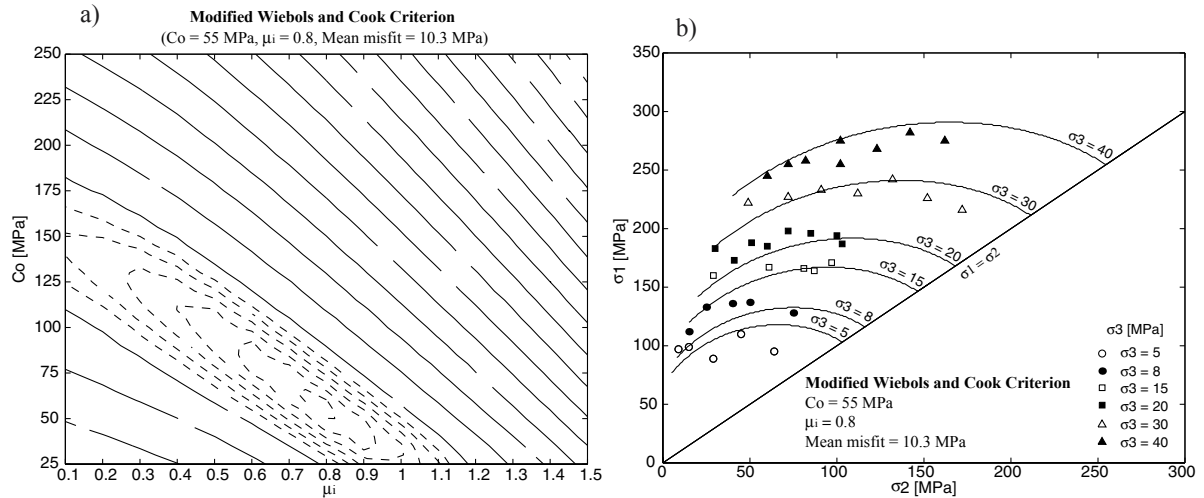 a)
Modified Wiebols and Cook Criterion
(Co = 55 MPa, μi = 0.8, Mean misfit = 10.3 MPa)
250
225
200
175
150
125
100
75
50
25
Co [MPa]
0.1 0.2 0.3 0.4 0.5 0.6 0.7 0.8 0.9 1 1.1 1.2 1.3 1.4 1.5
μi
b)
350
300
250
200
150
100
50
0
σ1 [MPa]
σ3 = 40
σ3 = 30
σ3 = 20
σ3 = 15
σ3 = 8
σ3 = 5
σ1 = σ2
σ3 [MPa]
σ3 = 5
σ3 = 8
σ3 = 15
σ3 = 20
σ3 = 30
σ3 = 40
Modified Wiebols and Cook Criterion
Co = 55 MPa
μi = 0.8
Mean misfit = 10.3 MPa
0 50 100 150 200 250 300
σ2 [MPa]